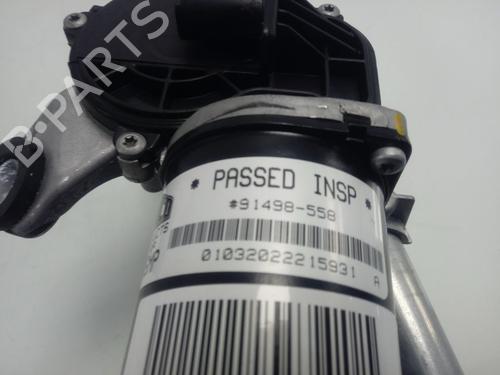 B-PARTS
* PASSED INSP *
*91498-558
01032022215931 A